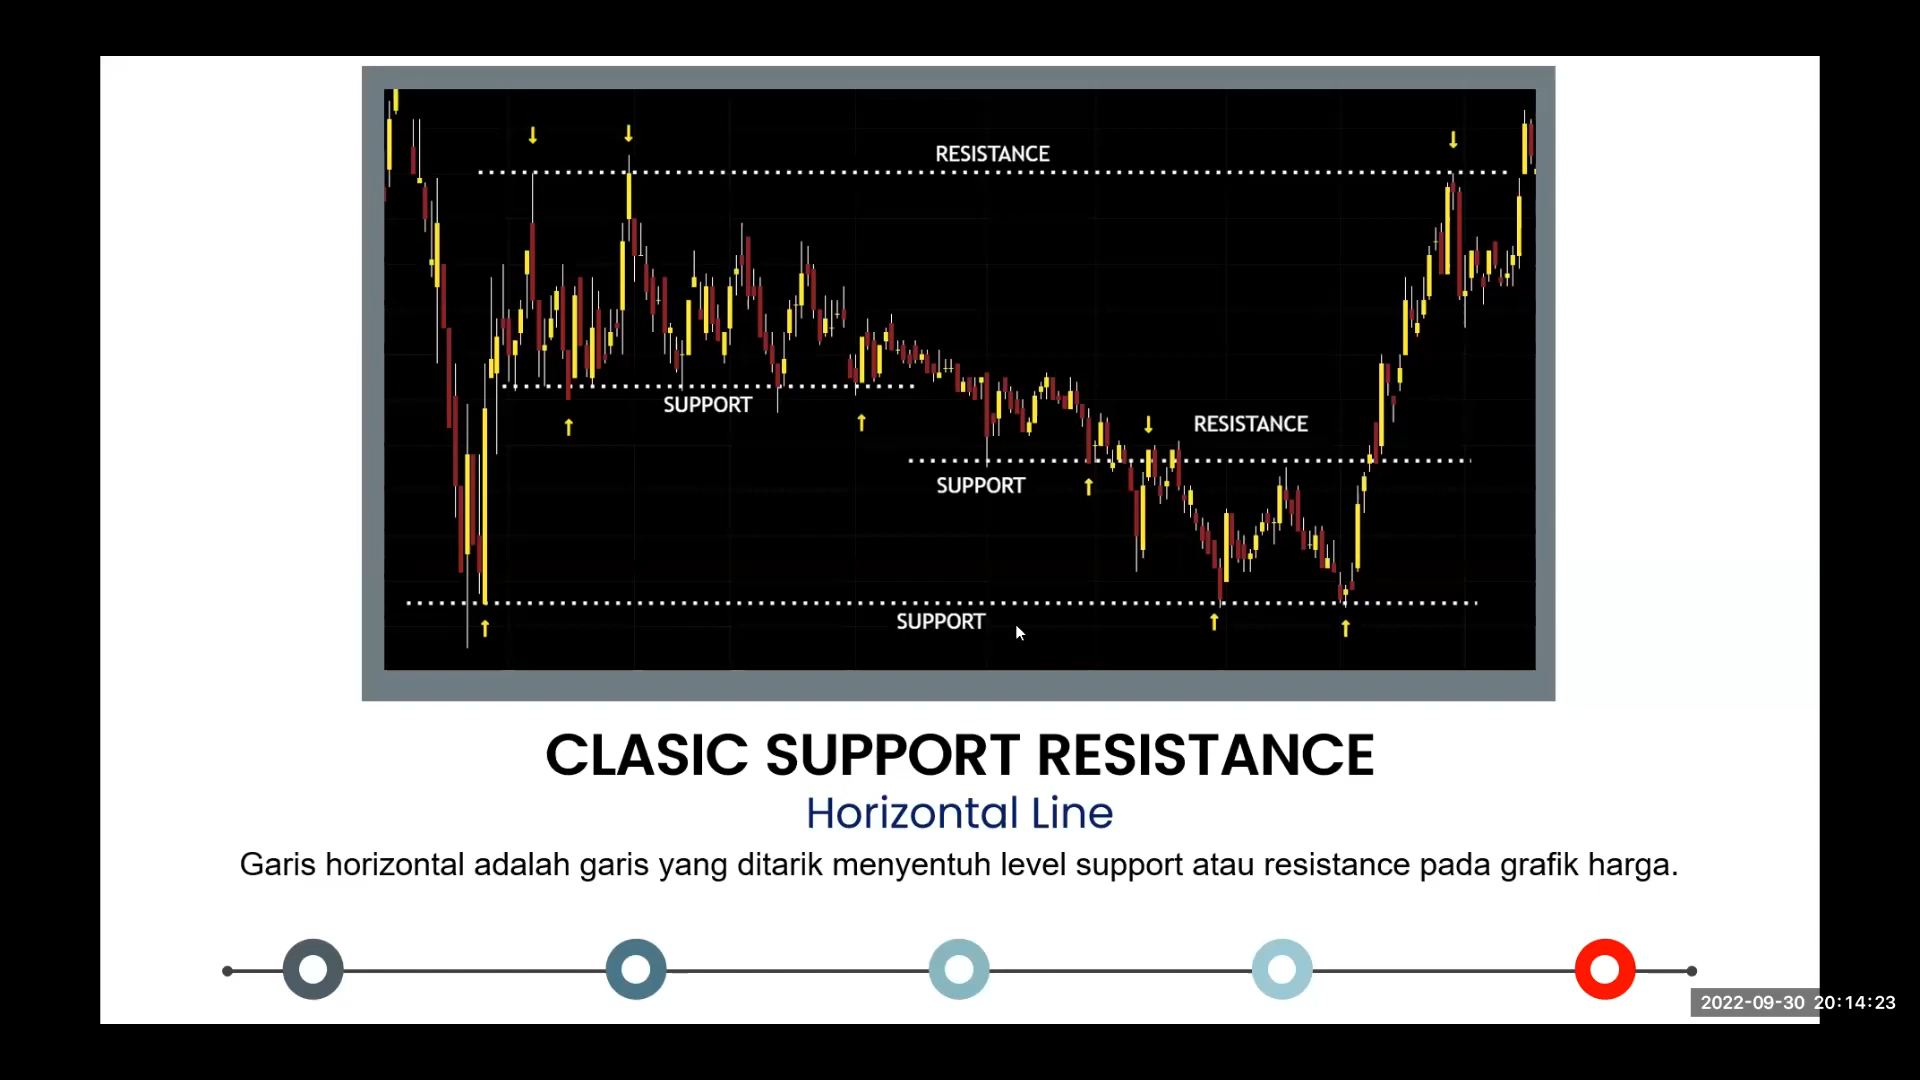 RESISTANCE
SUPPORT
RESISTANCE
SUPPORT
SUPPORT
CLASIC SUPPORT RESISTANCE
Horizontal Line
Garis horizontal adalah garis yang ditarik menyentuh level support atau resistance pada grafik harga.
2022-09-30 20:14:23